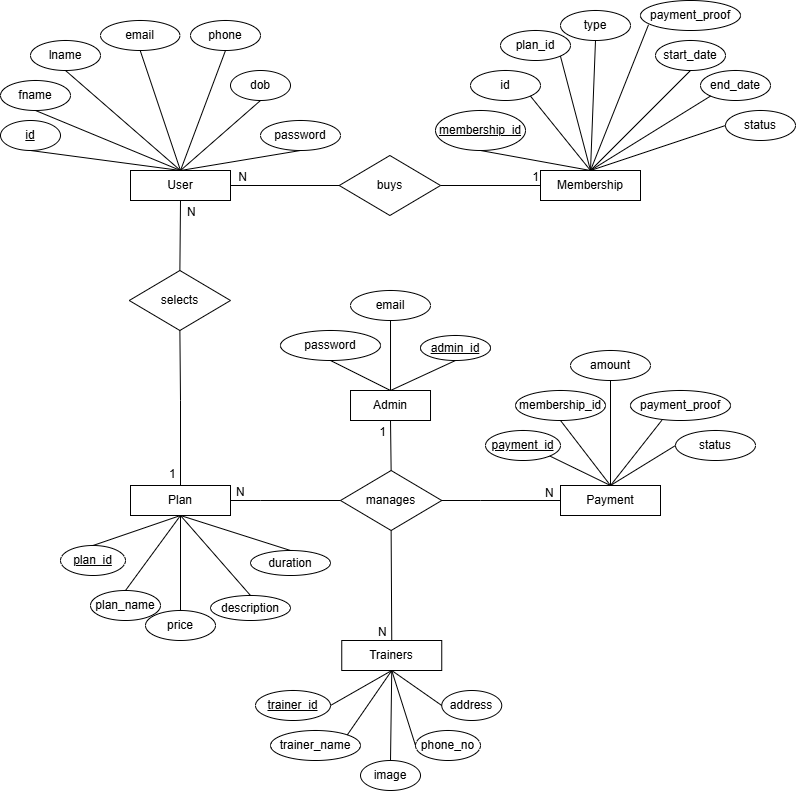 email
phone
lname
dob
fname
id
password
User
N
buys
1
Membership
payment_proof
type
plan_id
start_date
id
end_date
membership_id
status
N
selects
1
email
password
admin_id
Admin
1
amount
membership_id
payment_proof
payment_id
status
Plan
N
manages
N
Payment
plan_id
duration
plan_name
description
price
N
Trainers
trainer_id
address
trainer_name
phone_no
image